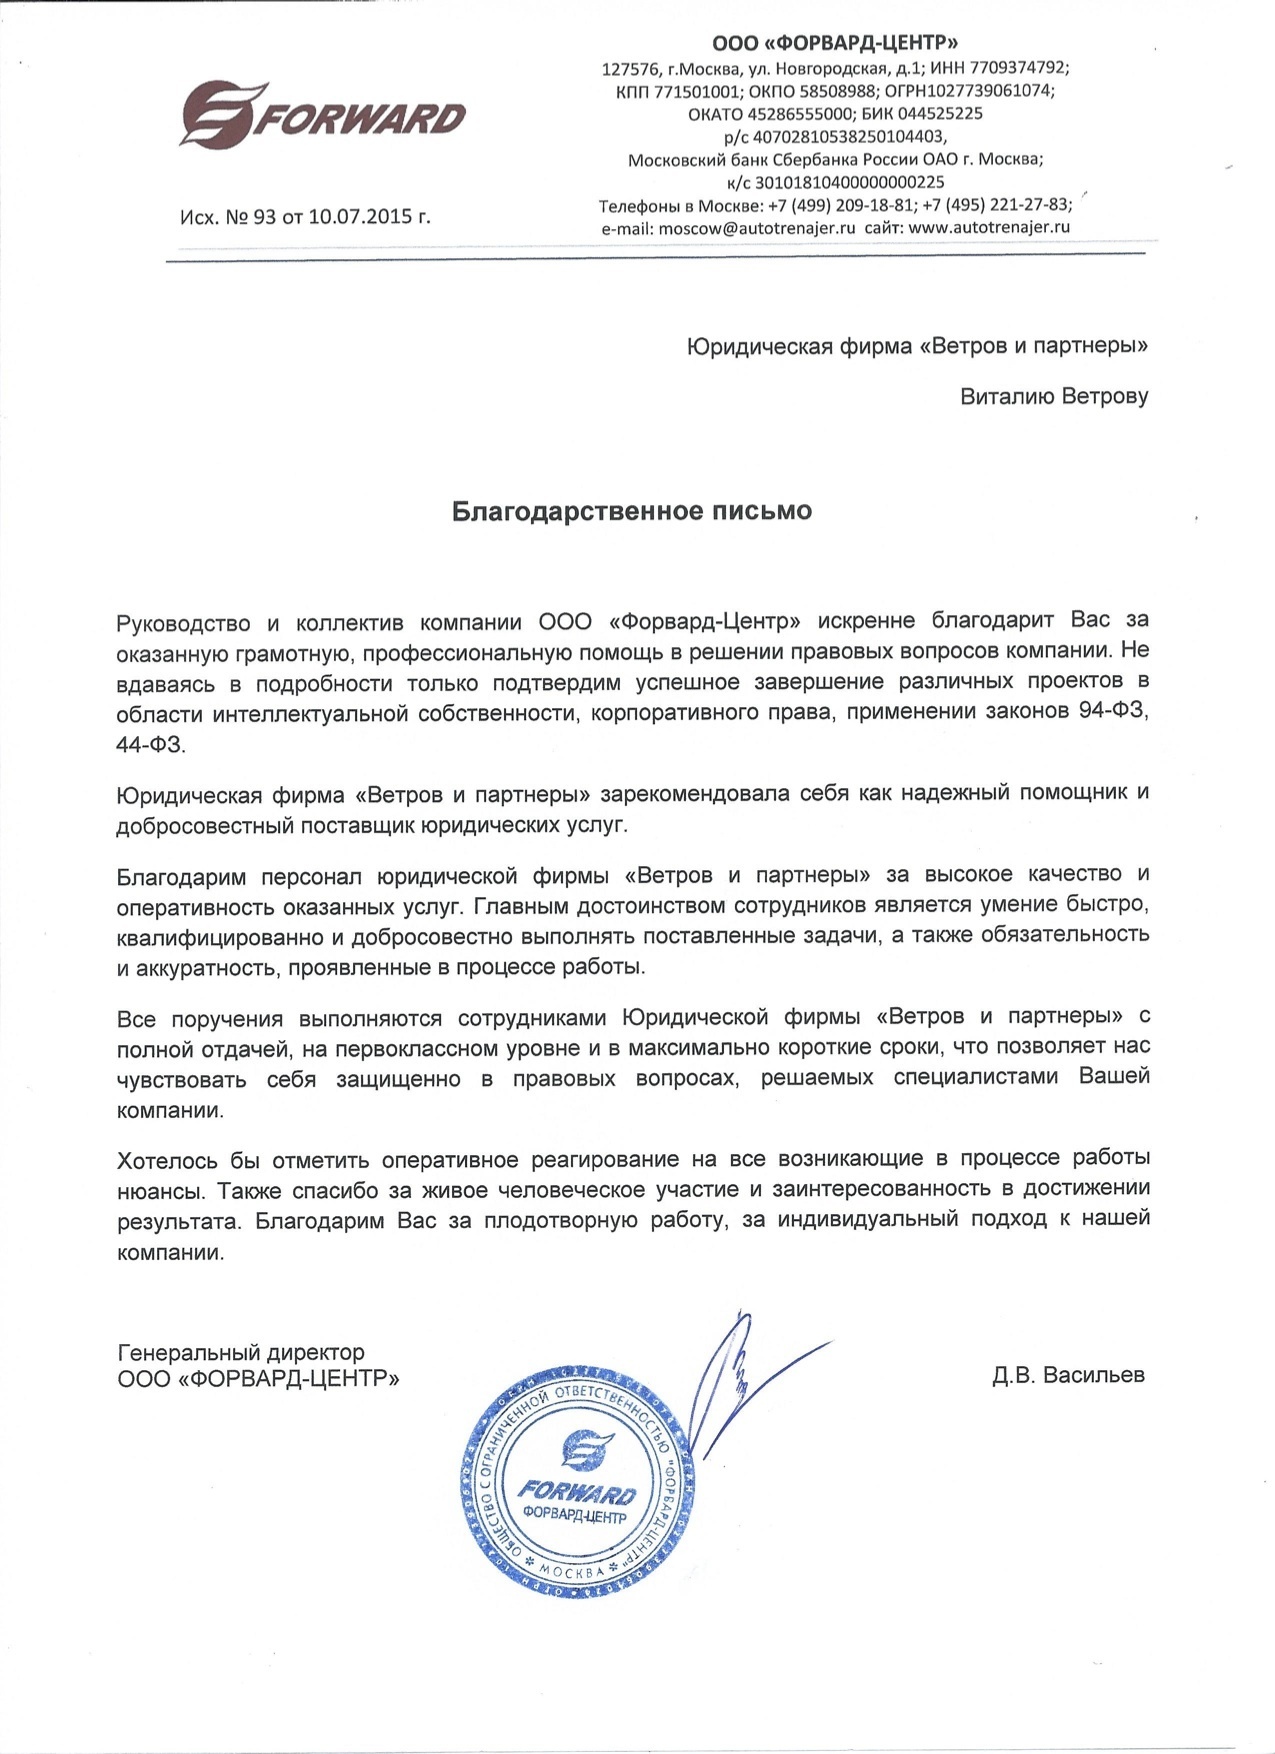 FORWARD
ООО «ФОРВАРД-ЦЕНТР»
127576, г.Москва, ул. Новгородская, д.1; ИНН 7709374792;
КПП 771501001; ОКПО 58508988; ОГРН1027739061074;
ОКАТО 45286555000; БИК 044525225
р/с 40702810538250104403,
Московский банк Сбербанка России ОАО г. Москва;
к/с 30101810400000000225
Телефоны в Москве: +7 (499) 209-18-81; +7 (495) 221-27-83;
e-mail: moscow@autotrenajer.ru сайт: www.autotrenajer.ru
Исх. № 93 от 10.07.2015 г.
Юридическая фирма «Ветров и партнеры»
Виталию Ветрову
Благодарственное письмо
Руководство и коллектив компании ООО «Форвард-Центр» искренне благодарит Вас за
оказанную грамотную, профессиональную помощь в решении правовых вопросов компании. Не
вдаваясь в подробности только подтвердим успешное завершение различных проектов в
области интеллектуальной собственности, корпоративного права, применении законов 94-ФЗ,
44-ФЗ.
Юридическая фирма «Ветров и партнеры» зарекомендовала себя как надежный помощник и
добросовестный поставщик юридических услуг.
Благодарим персонал юридической фирмы «Ветров и партнеры» за высокое качество и
оперативность оказанных услуг. Главным достоинством сотрудников является умение быстро,
квалифицированно и добросовестно выполнять поставленные задачи, а также обязательность
и аккуратность, проявленные в процессе работы.
Все поручения выполняются сотрудниками Юридической фирмы «Ветров и партнеры» с
полной отдачей, на первоклассном уровне и в максимально короткие сроки, что позволяет нас
чувствовать себя защищенно в правовых вопросах, решаемых специалистами Вашей
компании.
Хотелось бы отметить оперативное реагирование на все возникающие в процессе работы
нюансы. Также спасибо за живое человеческое участие и заинтересованность в достижении
результата. Благодарим Вас за плодотворную работу, за индивидуальный подход к нашей
компании.
Генеральный директор
ООО «ФОРВАРД-ЦЕНТР»
Д.В. Васильев
ОБЩЕСТВО С ОГРАНИЧЕННОЙ ОТВЕТСТВЕННОСТЬЮ "ФОРВАРД-ЦЕНТР"
* МОСКВА *
FORWARD
ФОРВАРД-ЦЕНТР